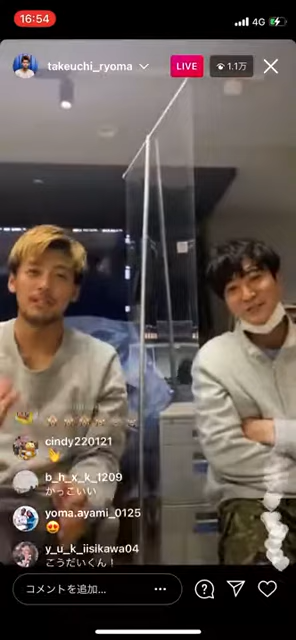 16:54
4G
takeuchi_ryoma
LIVE
1.1万
cindy220121
b_h_x_k_1209
かっこいい
yoma.ayami_0125
y_u_k_iisikawa04
こうだいくん!
コメントを追加...